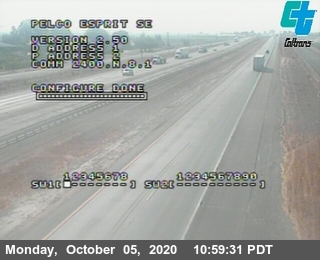 PELCO ESPRIT SE
VERSION 2.50
D ADDRESS 1
P ADDRESS 2
COMM 2400.N.8.1
CONFIGURE DONE
Caltrans
12345678 1234567890
SW1[■-------] SW2[----------]
Monday, October 05, 2020 10:59:31 PDT